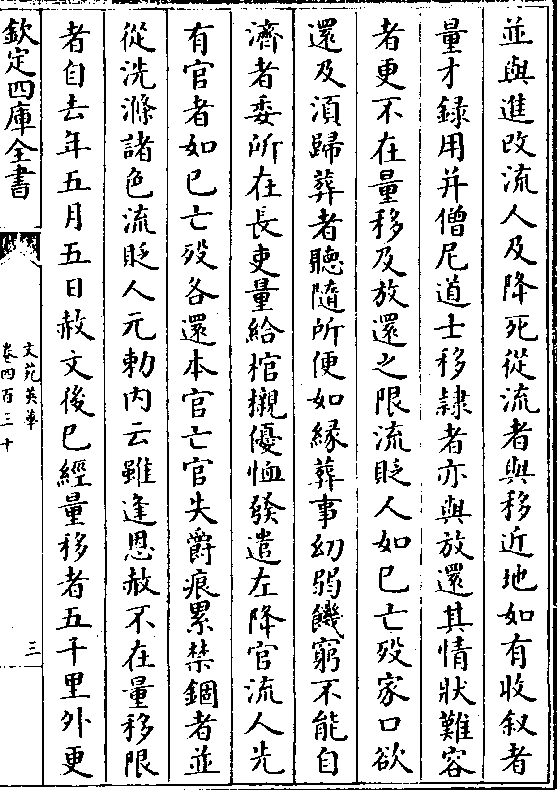 並與進改流人及降死從流者與移近地如有收叙者
量才録用并僧尼道士移隷者亦與放還其情狀難容
者更不在量移及放還之限流貶人如已亡殁家口欲
還及湏歸葬者聽隨所便如縁葬事幼弱饑窮不能自
濟者委所在長吏量給棺櫬優恤發遣左降官流人先
有官者如已亡殁各還本官亡官失爵痕累禁錮者並
從洗滌諸色流貶人元勅内云雖逢恩赦不在量移限
者自去年五月五日赦文後已經量移者五千里外更
欽定四庫全書
文苑英華
卷四百三十
三